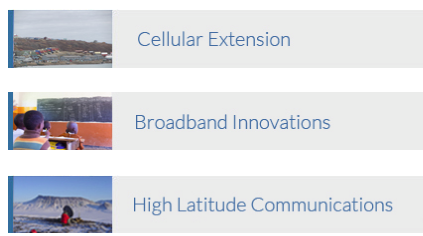 Cellular Extension
Broadband Innovations
High Latitude Communications